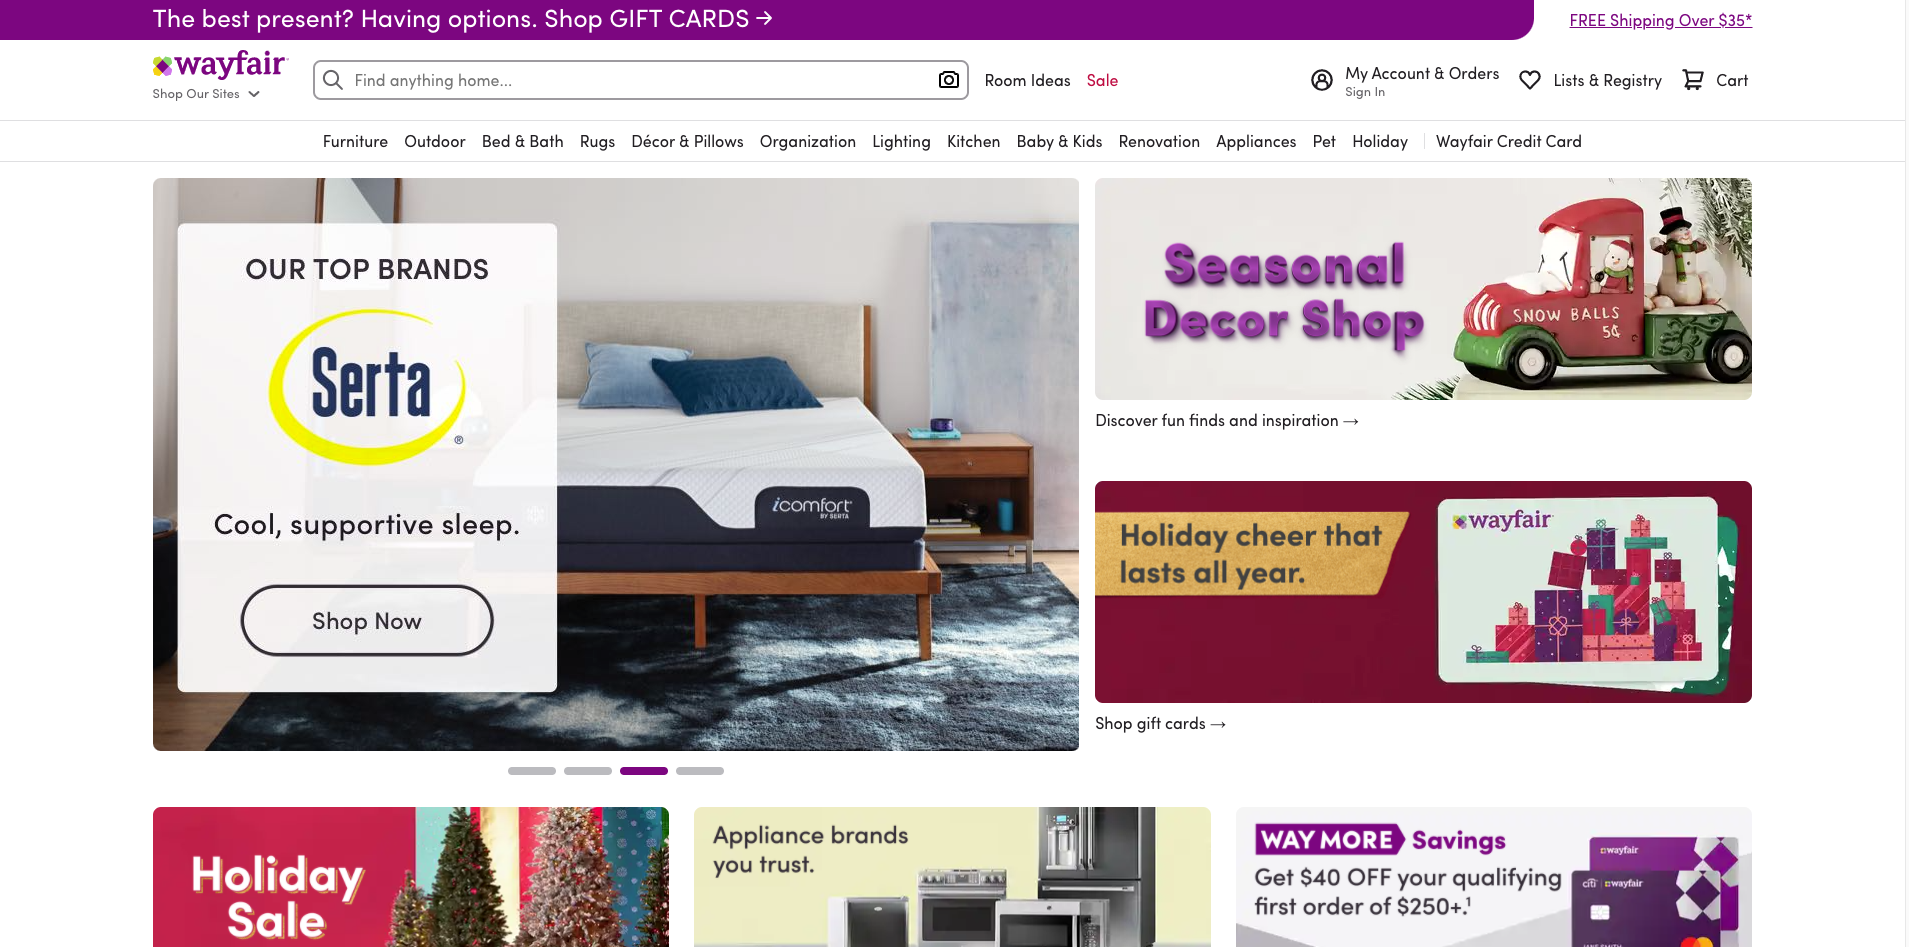 The best present? Having options. Shop GIFT CARDS →
FREE Shipping Over $35*
wayfair
Shop Our Sites
Find anything home...
Room Ideas
Sale
My Account & Orders
Sign In
Lists & Registry
Cart
Furniture
Outdoor
Bed & Bath
Rugs
Décor & Pillows
Organization
Lighting
Kitchen
Baby & Kids
Renovation
Appliances
Pet
Holiday
Wayfair Credit Card
OUR TOP BRANDS
Serta®
Cool, supportive sleep.
Shop Now
icomfort
BY SERTA
Seasonal
Decor Shop
SNOW BALLS
5¢
Discover fun finds and inspiration →
Holiday cheer that
lasts all year.
wayfair
Shop gift cards →
Holiday
Sale
Appliance brands
you trust.
WAY MORE Savings
Get $40 OFF your qualifying
first order of $250+.¹
wayfair
citi wayfair